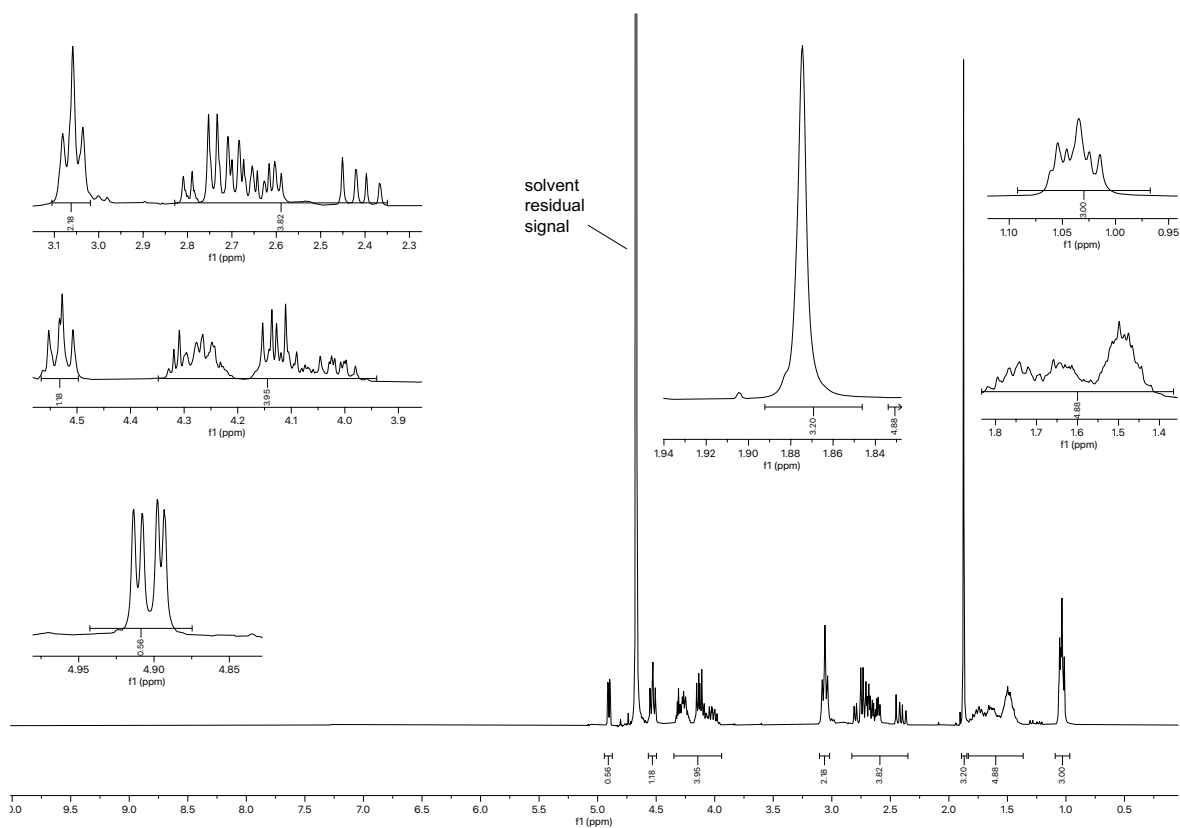 2.18
3.82
3.1 3.0 2.9 2.8 2.7 2.6 2.5 2.4 2.3
f1 (ppm)
1.18
3.95
4.5 4.4 4.3 4.2 4.1 4.0 3.9
f1 (ppm)
0.56
4.95 4.90 4.85
f1 (ppm)
solvent
residual
signal
3.20
4.88
1.94 1.92 1.90 1.88 1.86 1.84
f1 (ppm)
3.00
1.10 1.05 1.00 0.95
f1 (ppm)
4.88
1.8 1.7 1.6 1.5 1.4
f1 (ppm)
0.56 1.18 3.95 2.18 3.82 3.20 4.88 3.00
.0 9.5 9.0 8.5 8.0 7.5 7.0 6.5 6.0 5.5 5.0 4.5 4.0 3.5 3.0 2.5 2.0 1.5 1.0 0.5
f1 (ppm)